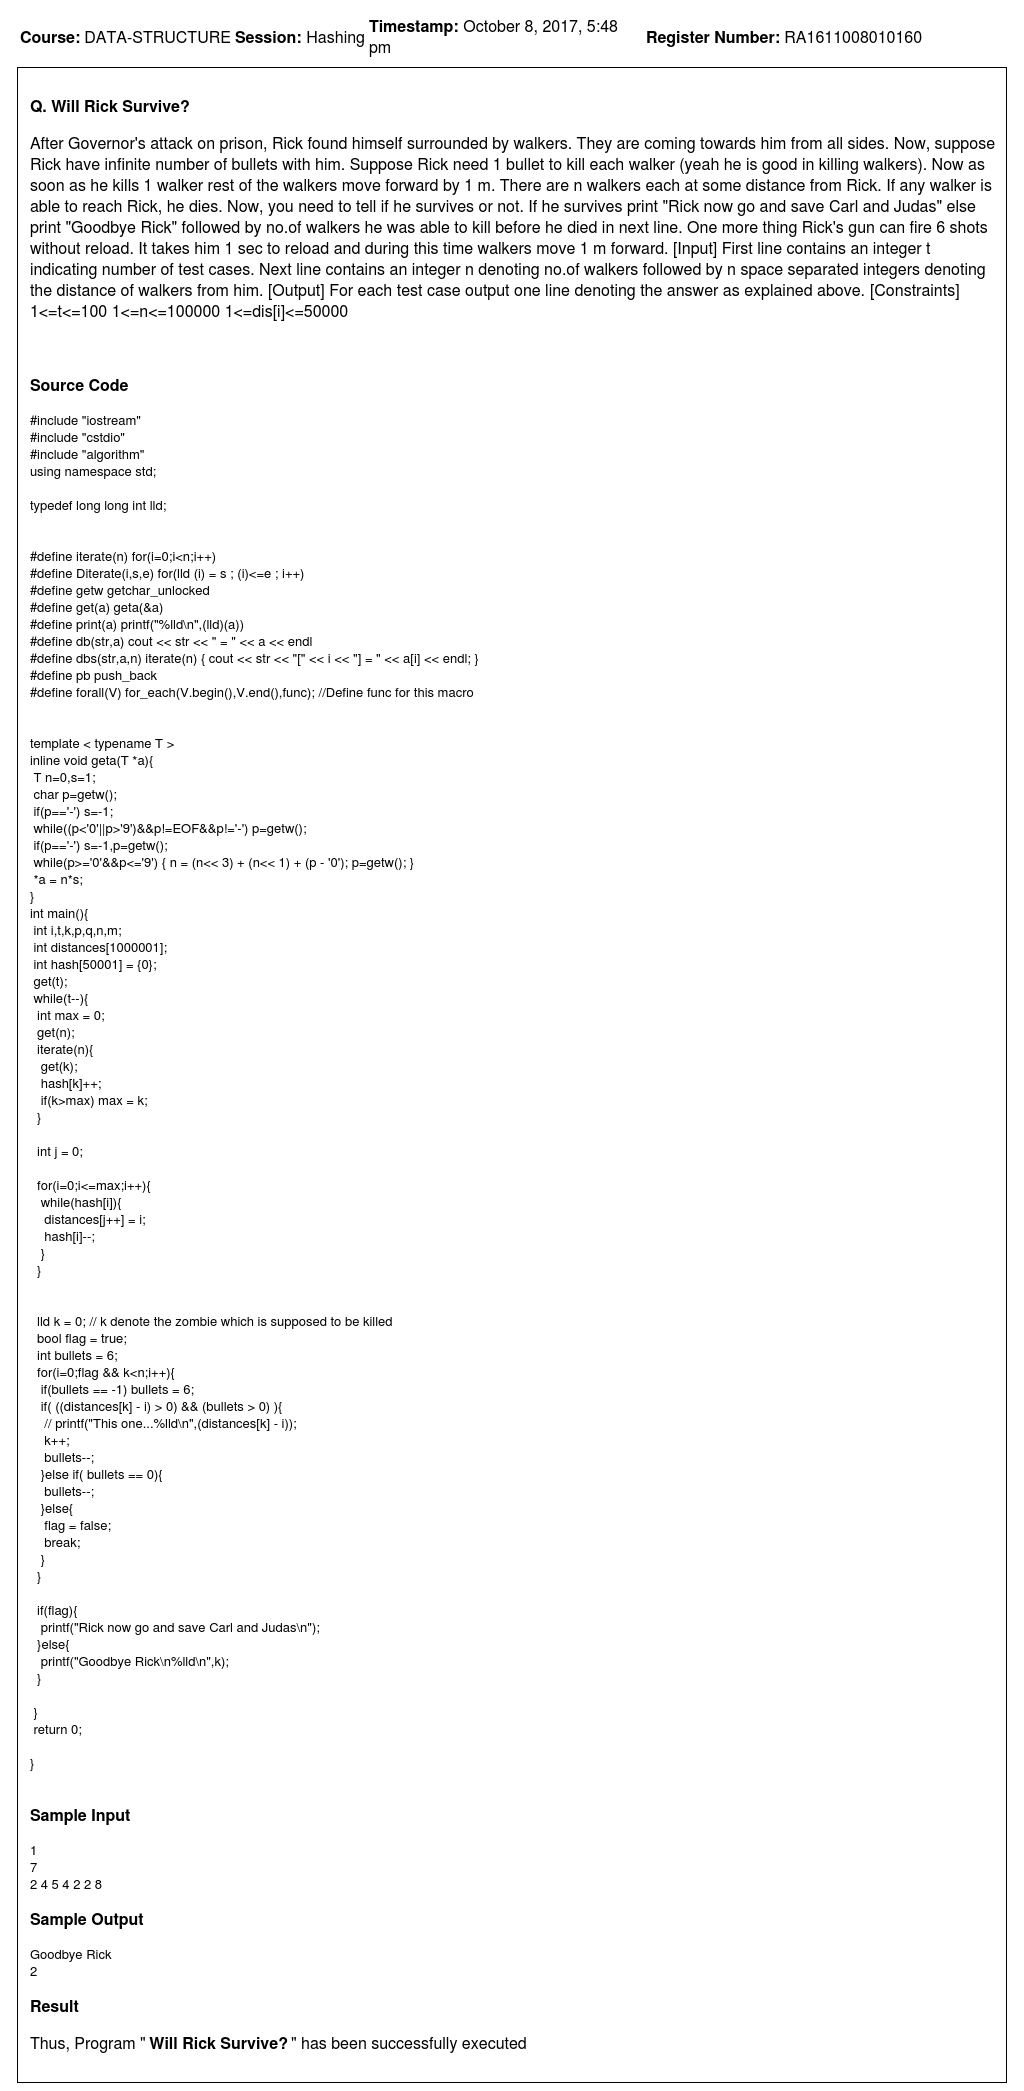 Course: DATA-STRUCTURE Session: Hashing Timestamp: October 8, 2017, 5:48 pm Register Number: RA1611008010160
Q. Will Rick Survive?
After Governor's attack on prison, Rick found himself surrounded by walkers. They are coming towards him from all sides. Now, suppose
Rick have infinite number of bullets with him. Suppose Rick need 1 bullet to kill each walker (yeah he is good in killing walkers). Now as
soon as he kills 1 walker rest of the walkers move forward by 1 m. There are n walkers each at some distance from Rick. If any walker is
able to reach Rick, he dies. Now, you need to tell if he survives or not. If he survives print "Rick now go and save Carl and Judas" else
print "Goodbye Rick" followed by no.of walkers he was able to kill before he died in next line. One more thing Rick's gun can fire 6 shots
without reload. It takes him 1 sec to reload and during this time walkers move 1 m forward. [Input] First line contains an integer t
indicating number of test cases. Next line contains an integer n denoting no.of walkers followed by n space separated integers denoting
the distance of walkers from him. [Output] For each test case output one line denoting the answer as explained above. [Constraints]
1<=t<=100 1<=n<=100000 1<=dis[i]<=50000
Source Code
#include "iostream"
#include "cstdio"
#include "algorithm"
using namespace std;
typedef long long int lld;
#define iterate(n) for(i=0;i<n;i++)
#define Diterate(i,s,e) for(lld (i) = s ; (i)<=e ; i++)
#define getw getchar_unlocked
#define get(a) geta(&a)
#define print(a) printf("%lld\n",(lld)(a))
#define db(str,a) cout << str << " = " << a << endl
#define dbs(str,a,n) iterate(n) { cout << str << "[" << i << "] = " << a[i] << endl; }
#define pb push_back
#define forall(V) for_each(V.begin(),V.end(),func); //Define func for this macro
template < typename T >
inline void geta(T *a){
T n=0,s=1;
char p=getw();
if(p=='-') s=-1;
while((p<'0'||p>'9')&&p!=EOF&&p!='-') p=getw();
if(p=='-') s=-1,p=getw();
while(p>='0'&&p<='9') { n = (n<< 3) + (n<< 1) + (p - '0'); p=getw(); }
*a = n*s;
}
int main(){
int i,t,k,p,q,n,m;
int distances[1000001];
int hash[50001] = {0};
get(t);
while(t--){
int max = 0;
get(n);
iterate(n){
get(k);
hash[k]++;
if(k>max) max = k;
}
int j = 0;
for(i=0;i<=max;i++){
while(hash[i]){
distances[j++] = i;
hash[i]--;
}
}
lld k = 0; // k denote the zombie which is supposed to be killed
bool flag = true;
int bullets = 6;
for(i=0;flag && k<n;i++){
if(bullets == -1) bullets = 6;
if( ((distances[k] - i) > 0) && (bullets > 0) ){
// printf("This one...%lld\n",(distances[k] - i));
k++;
bullets--;
}else if( bullets == 0){
bullets--;
}else{
flag = false;
break;
}
}
if(flag){
printf("Rick now go and save Carl and Judas\n");
}else{
printf("Goodbye Rick\n%lld\n",k);
}
}
return 0;
}
Sample Input
1
7
2 4 5 4 2 2 8
Sample Output
Goodbye Rick
2
Result
Thus, Program " Will Rick Survive? " has been successfully executed